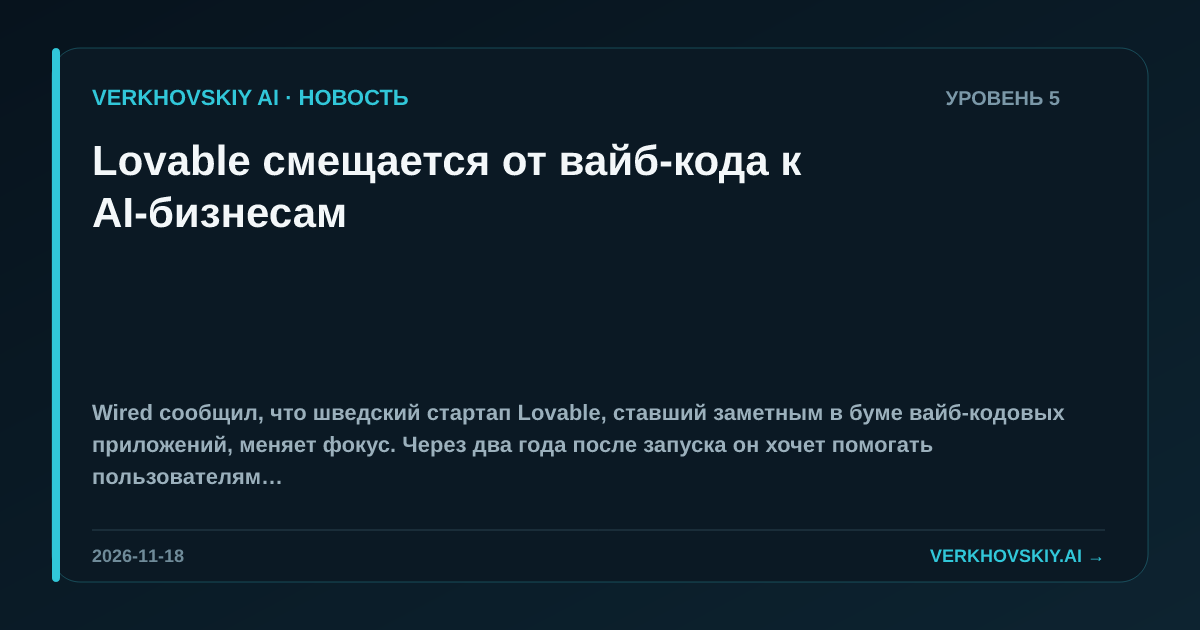 VERKHOVSKIY AI · НОВОСТЬ
УРОВЕНЬ 5
Lovable смещается от вайб-кода к
AI-бизнесам
Wired сообщил, что шведский стартап Lovable, ставший заметным в буме вайб-кодовых
приложений, меняет фокус. Через два года после запуска он хочет помогать
пользователям…
2026-11-18
VERKHOVSKIY.AI →